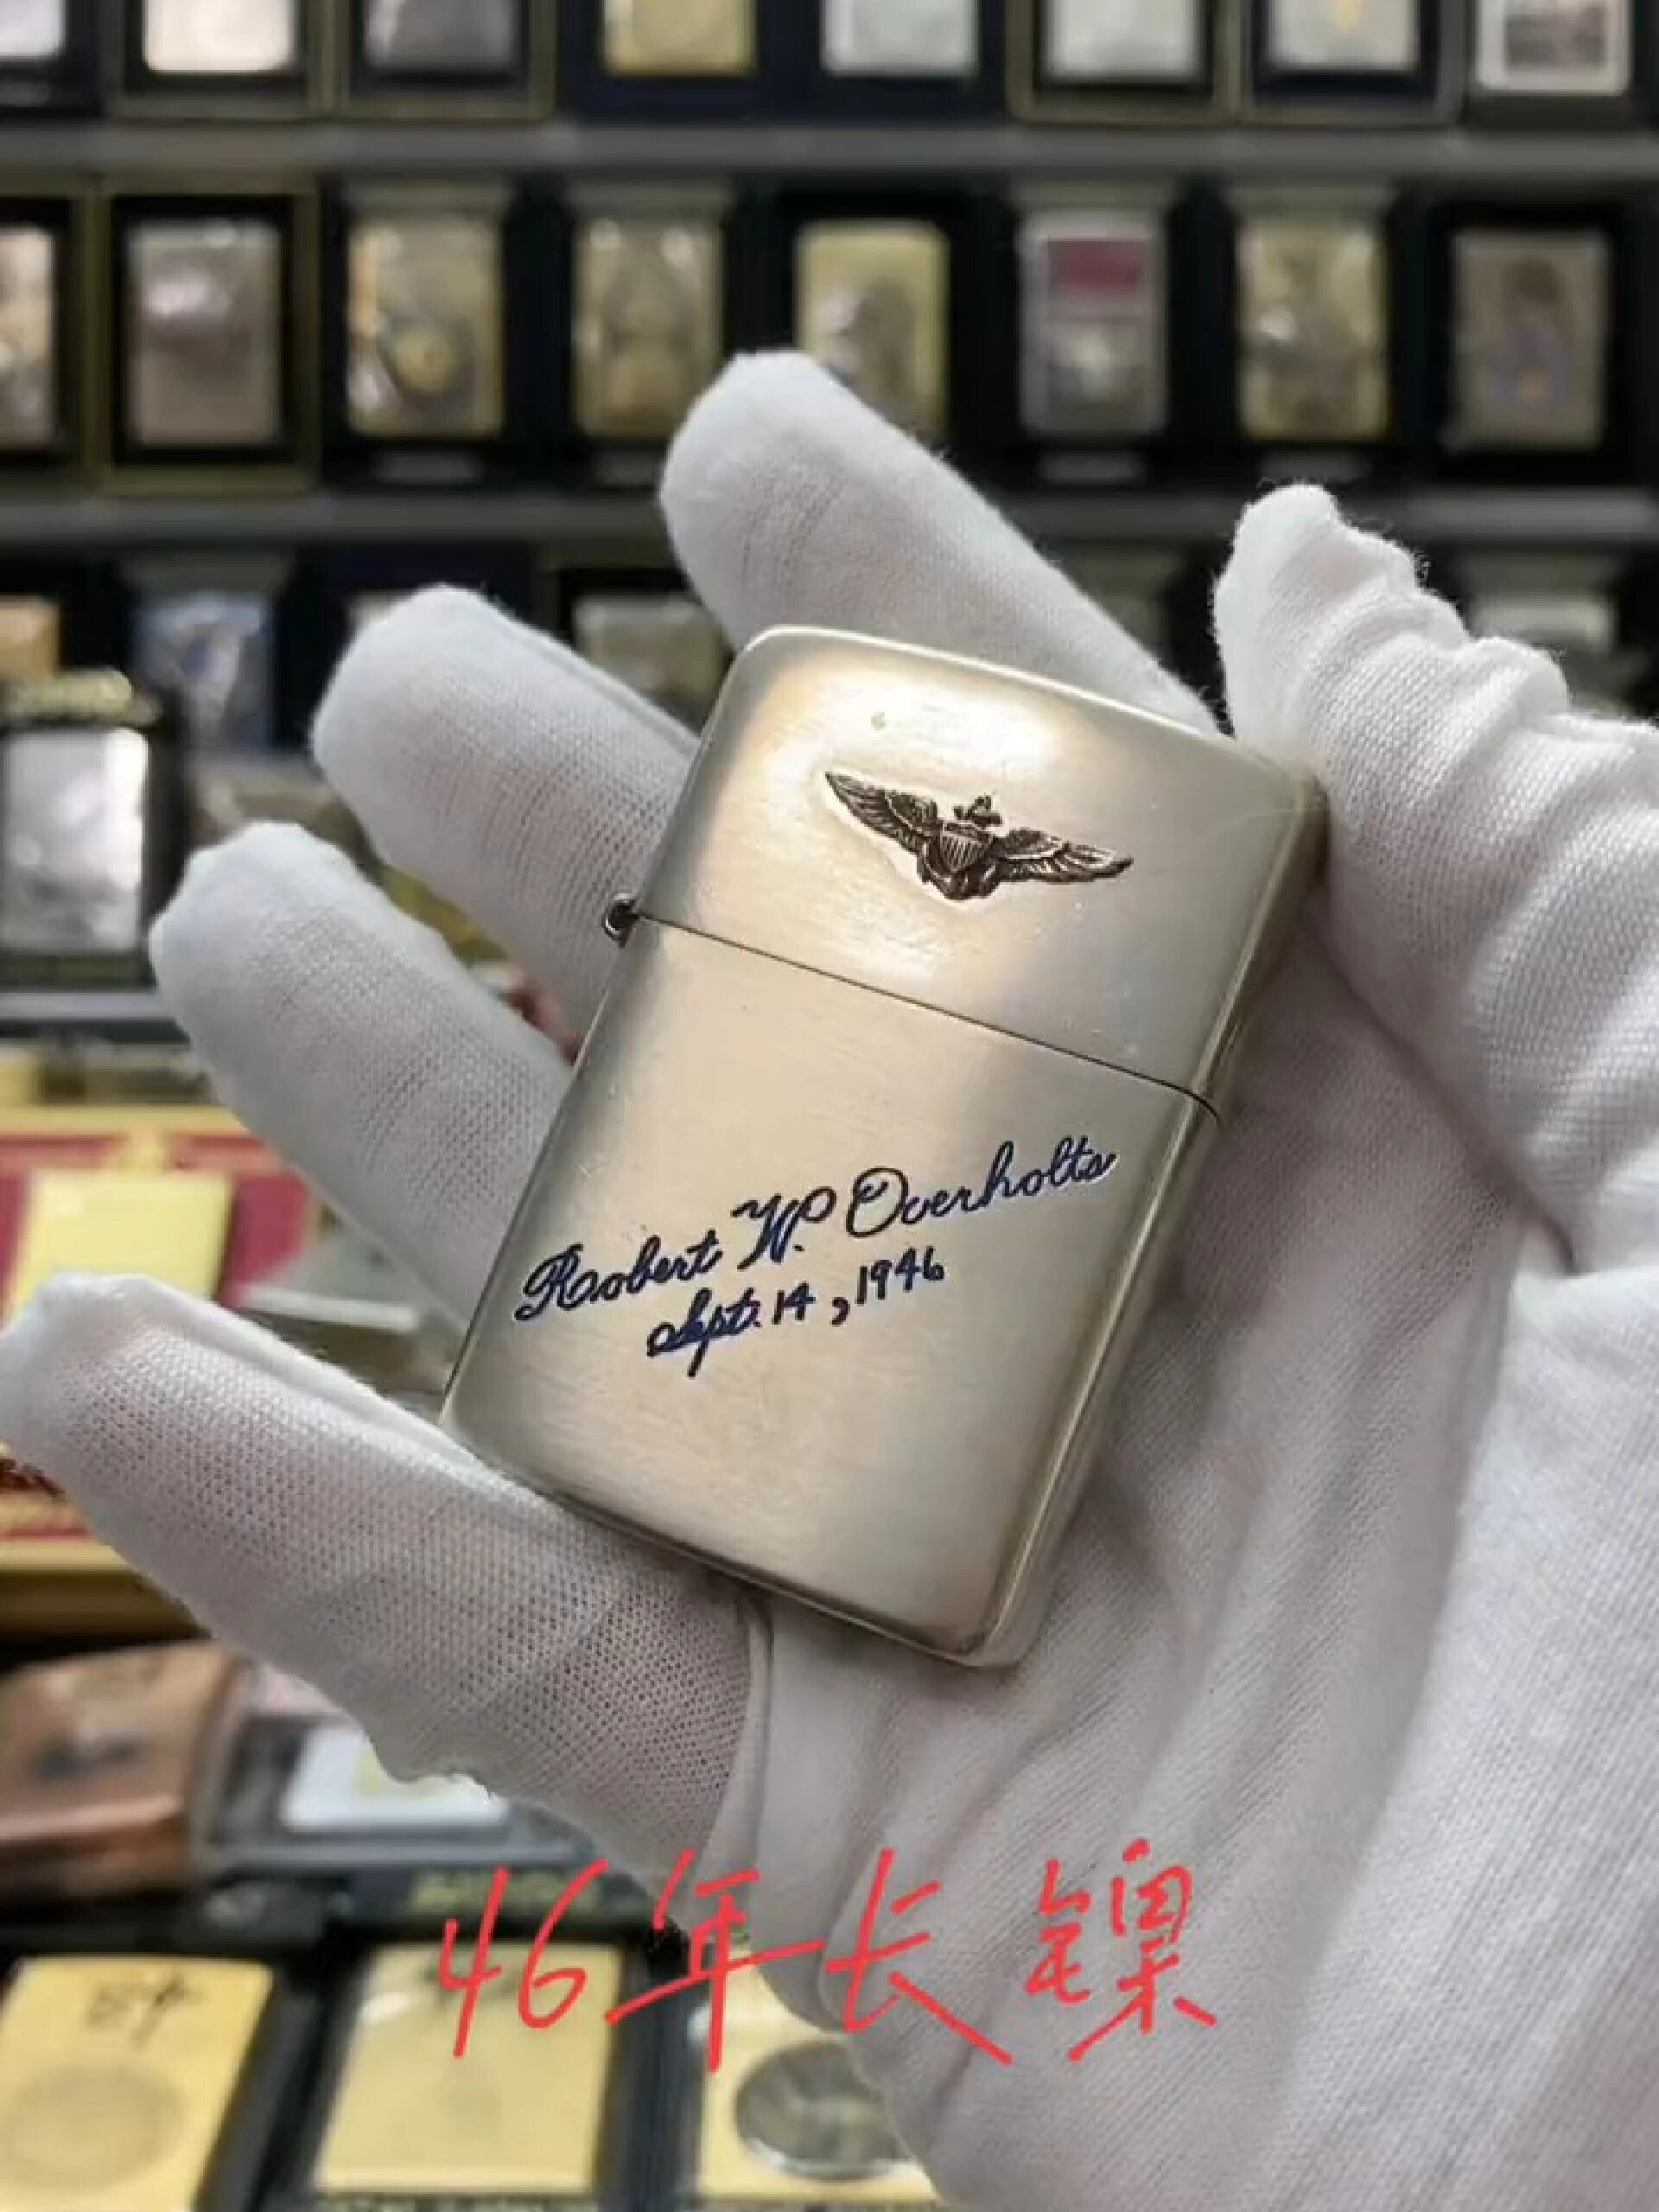 Robert W. Overholts
Sept. 14, 1946
46年长镍